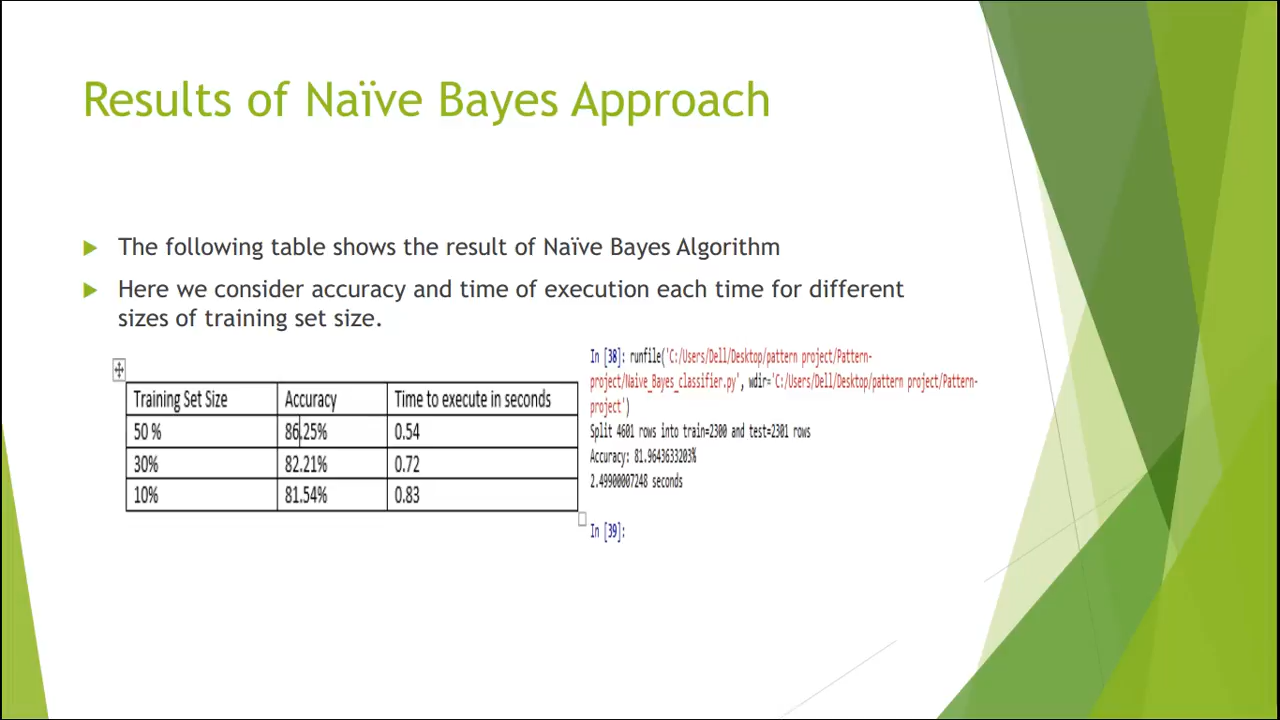 Results of Naïve Bayes Approach
The following table shows the result of Naïve Bayes Algorithm
Here we consider accuracy and time of execution each time for different
sizes of training set size.
Training Set Size Accuracy Time to execute in seconds
50 % 86.25% 0.54
30% 82.21% 0.72
10% 81.54% 0.83
In [38]: runfile('C:/Users/Dell/Desktop/pattern project/Pattern-
project/Naive_Bayes_classifier.py', wdir='C:/Users/Dell/Desktop/pattern project/Pattern-
project')
Split 4601 rows into train=2300 and test=2301 rows
Accuracy: 81.9643633203%
2.49900007248 seconds
In [39]: